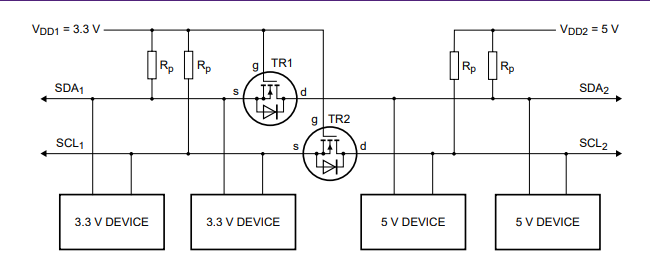 VDD1 = 3.3 V
VDD2 = 5 V
Rp
Rp
g
TR1
Rp
Rp
SDA1
s
d
SDA2
g
TR2
SCL1
s
d
SCL2
3.3 V DEVICE
3.3 V DEVICE
5 V DEVICE
5 V DEVICE